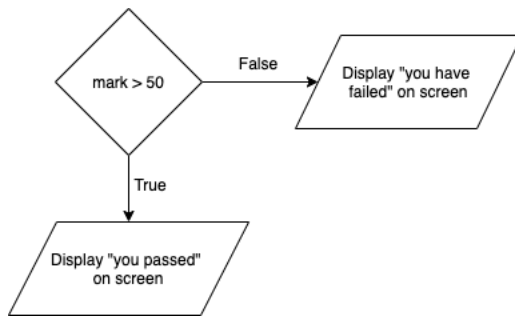 mark > 50
False
Display "you have
failed" on screen
True
Display "you passed"
on screen